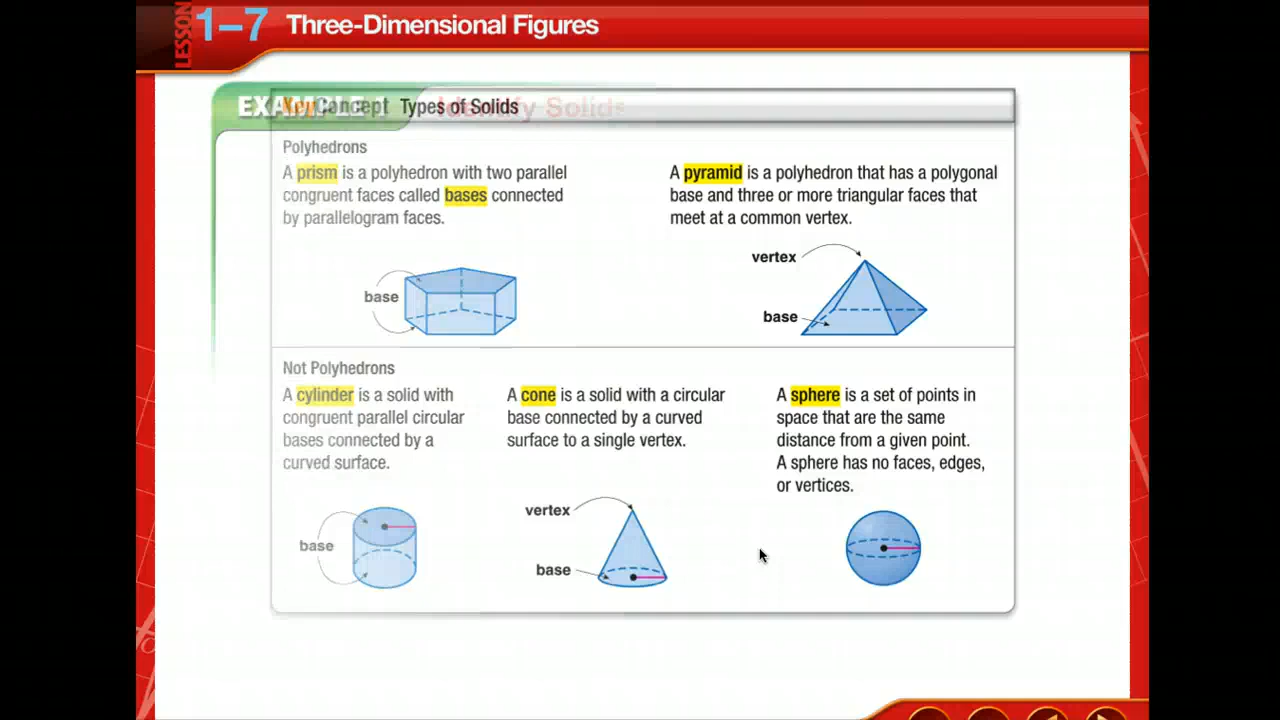 LESSON 1–7 Three-Dimensional Figures
EXAMPLE 1 Identify Solids
Key Concept Types of Solids
Polyhedrons
A prism is a polyhedron with two parallel
congruent faces called bases connected
by parallelogram faces.
base
A pyramid is a polyhedron that has a polygonal
base and three or more triangular faces that
meet at a common vertex.
vertex
base
Not Polyhedrons
A cylinder is a solid with
congruent parallel circular
bases connected by a
curved surface.
base
A cone is a solid with a circular
base connected by a curved
surface to a single vertex.
vertex
base
A sphere is a set of points in
space that are the same
distance from a given point.
A sphere has no faces, edges,
or vertices.